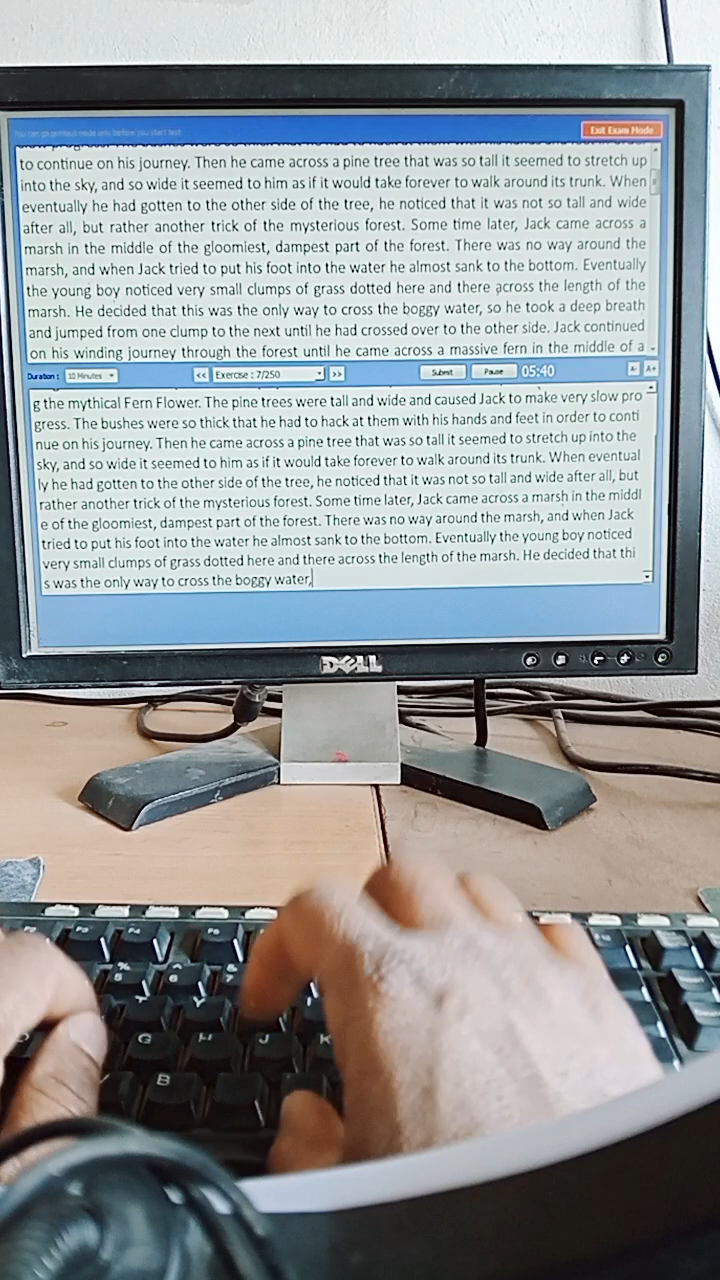 You can go previous mode only before you start test
Exit Exam Mode
to continue on his journey. Then he came across a pine tree that was so tall it seemed to stretch up
into the sky, and so wide it seemed to him as if it would take forever to walk around its trunk. When
eventually he had gotten to the other side of the tree, he noticed that it was not so tall and wide
after all, but rather another trick of the mysterious forest. Some time later, Jack came across a
marsh in the middle of the gloomiest, dampest part of the forest. There was no way around the
marsh, and when Jack tried to put his foot into the water he almost sank to the bottom. Eventually
the young boy noticed very small clumps of grass dotted here and there across the length of the
marsh. He decided that this was the only way to cross the boggy water, so he took a deep breath
and jumped from one clump to the next until he had crossed over to the other side. Jack continued
on his winding journey through the forest until he came across a massive fern in the middle of a
Duration : 10 Minutes << Exercise : 7/250 >> Submit Pause 05:40 A- A+
g the mythical Fern Flower. The pine trees were tall and wide and caused Jack to make very slow pro
gress. The bushes were so thick that he had to hack at them with his hands and feet in order to conti
nue on his journey. Then he came across a pine tree that was so tall it seemed to stretch up into the
sky, and so wide it seemed to him as if it would take forever to walk around its trunk. When eventual
ly he had gotten to the other side of the tree, he noticed that it was not so tall and wide after all, but
rather another trick of the mysterious forest. Some time later, Jack came across a marsh in the middl
e of the gloomiest, dampest part of the forest. There was no way around the marsh, and when Jack
tried to put his foot into the water he almost sank to the bottom. Eventually the young boy noticed
very small clumps of grass dotted here and there across the length of the marsh. He decided that thi
s was the only way to cross the boggy water,
DELL
F3 F4 F6
5 6 7
T Y
G H J K
B